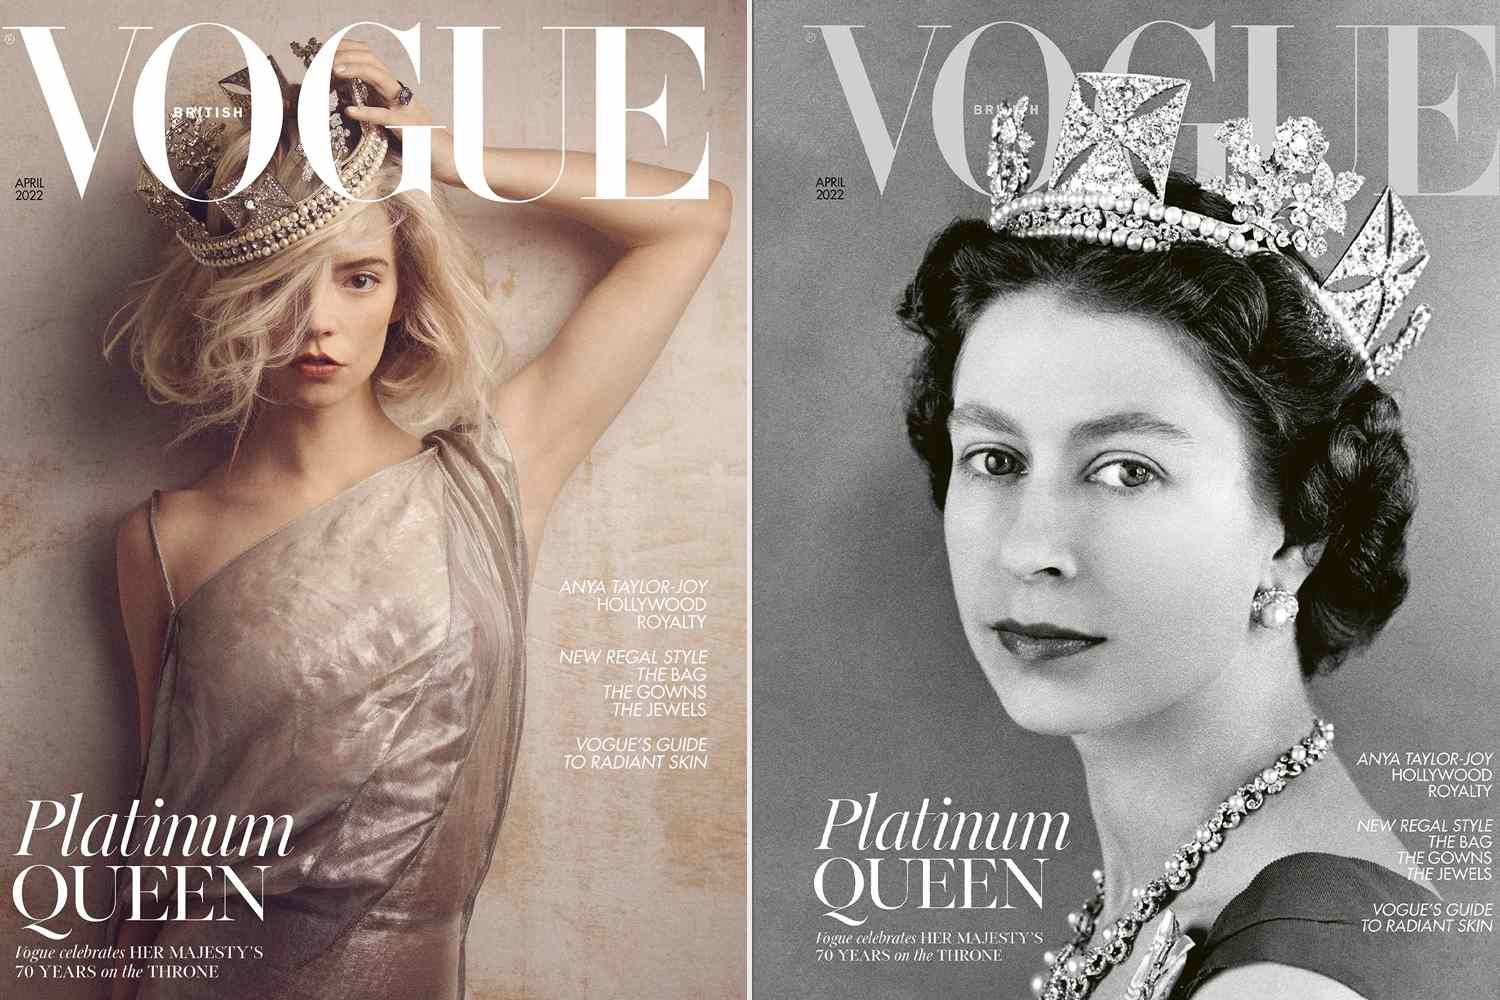 VOGUE
BRITISH
APRIL
2022
ANYA TAYLOR-JOY
HOLLYWOOD
ROYALTY
NEW REGAL STYLE
THE BAG
THE GOWNS
THE JEWELS
VOGUE'S GUIDE
TO RADIANT SKIN
Platinum
QUEEN
Vogue celebrates HER MAJESTY'S
70 YEARS on the THRONE
VOGUE
BRITISH
APRIL
2022
ANYA TAYLOR-JOY
HOLLYWOOD
ROYALTY
NEW REGAL STYLE
THE BAG
THE GOWNS
THE JEWELS
VOGUE'S GUIDE
TO RADIANT SKIN
Platinum
QUEEN
Vogue celebrates HER MAJESTY'S
70 YEARS on the THRONE